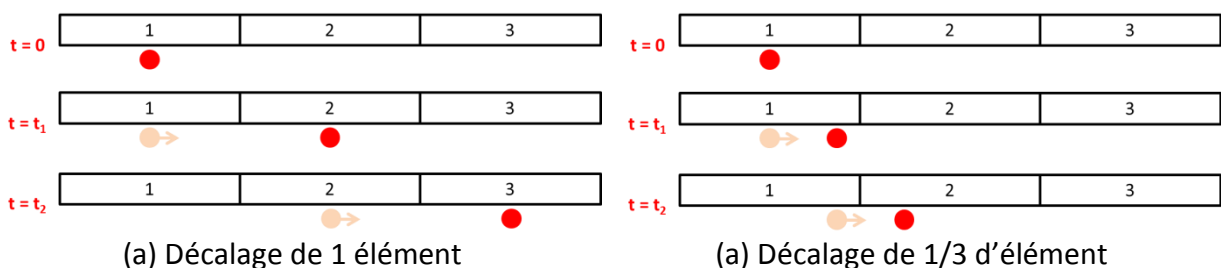 1 2 3
t = 0
1 2 3
t = t₁
1 2 3
t = t₂
(a) Décalage de 1 élément
1 2 3
t = 0
1 2 3
t = t₁
1 2 3
t = t₂
(a) Décalage de 1/3 d’élément